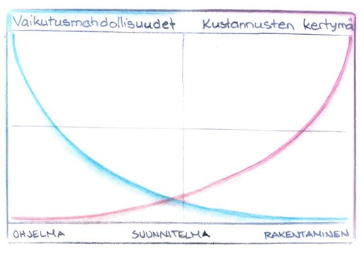 Vaikutusmahdollisuudet Kustannusten kertymä
OHJELMA SUUNNITELMA RAKENTAMINEN